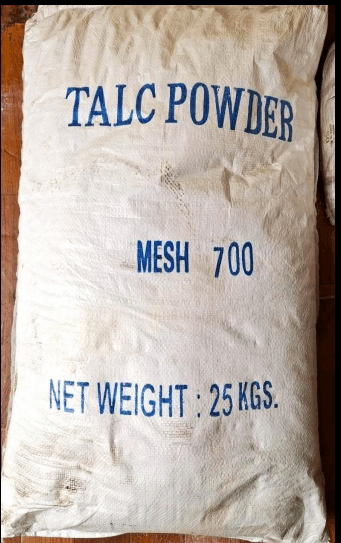 TALC POWDER
MESH 700
NET WEIGHT : 25 KGS.